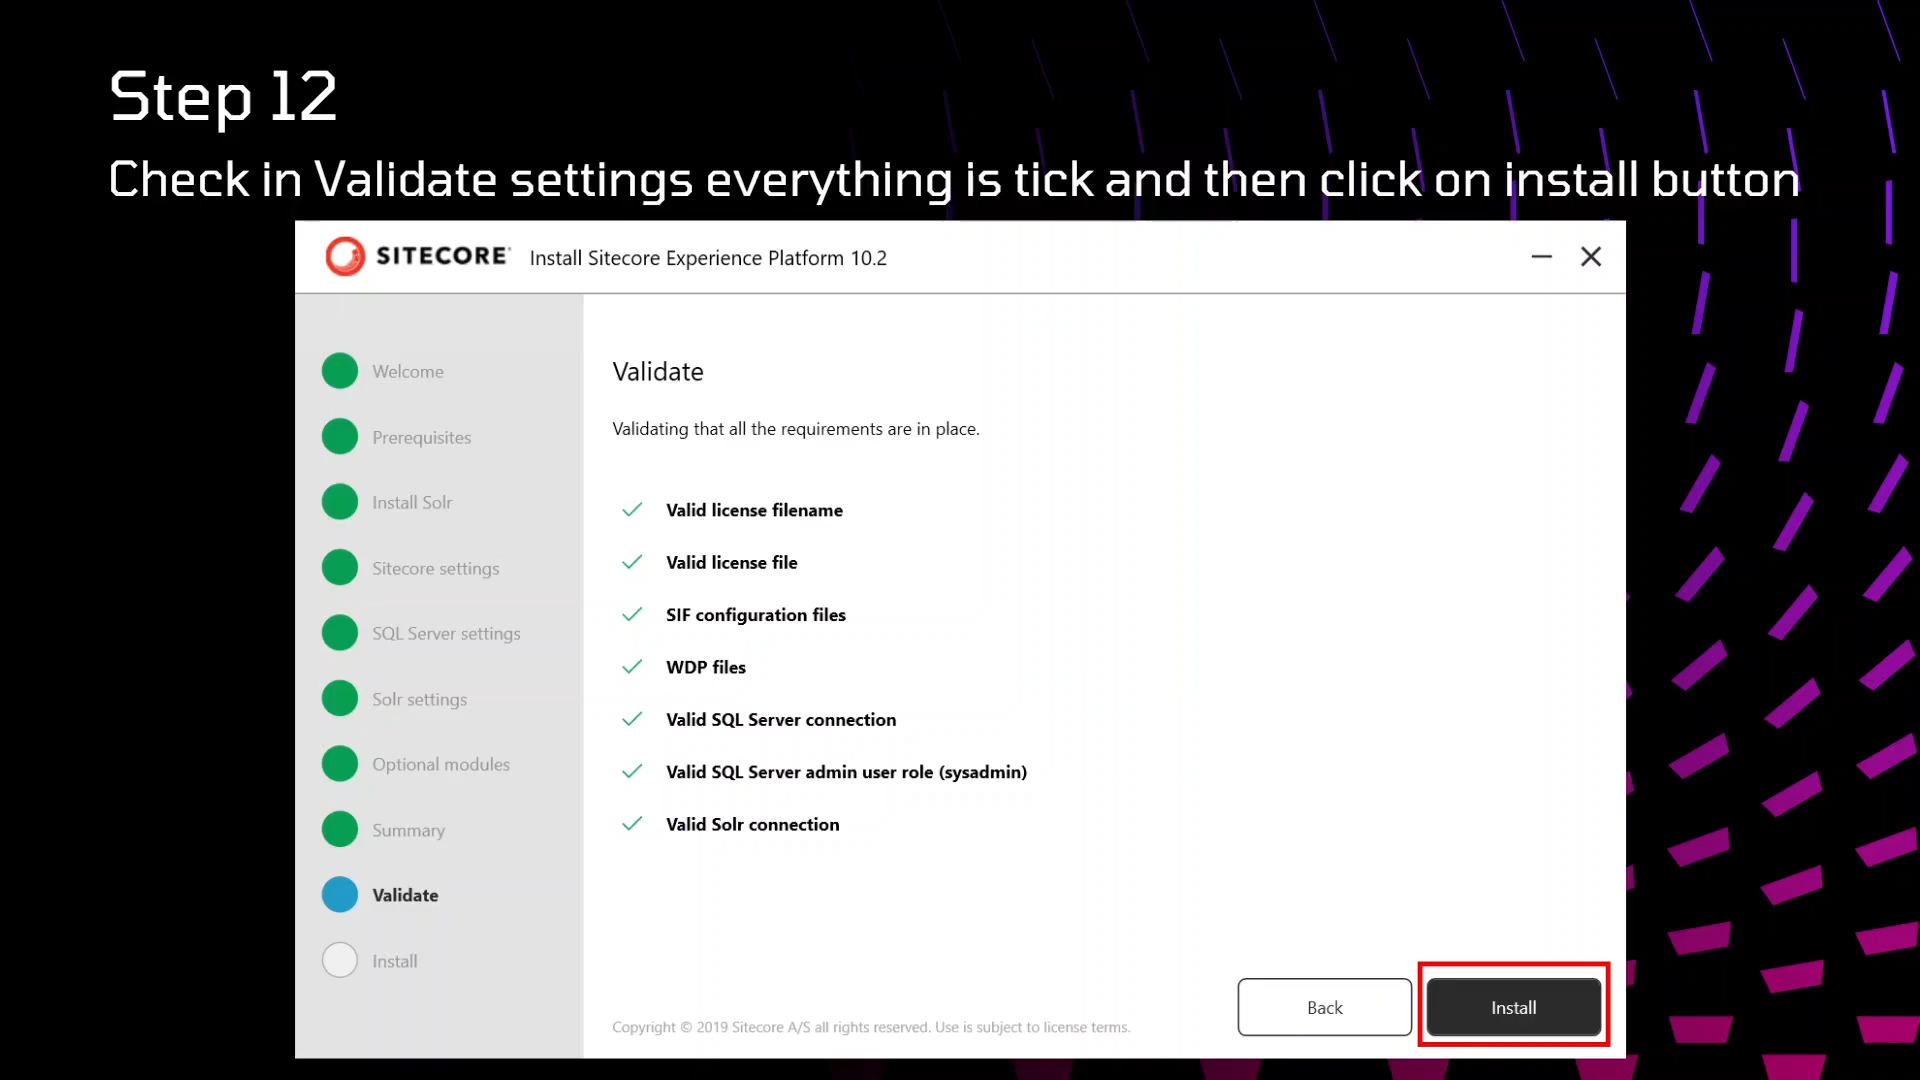 Step 12
Check in Validate settings everything is tick and then click on install button
SITECORE Install Sitecore Experience Platform 10.2
Welcome
Prerequisites
Install Solr
Sitecore settings
SQL Server settings
Solr settings
Optional modules
Summary
Validate
Install
Validate
Validating that all the requirements are in place.
Valid license filename
Valid license file
SIF configuration files
WDP files
Valid SQL Server connection
Valid SQL Server admin user role (sysadmin)
Valid Solr connection
Back
Install
Copyright © 2019 Sitecore A/S all rights reserved. Use is subject to license terms.